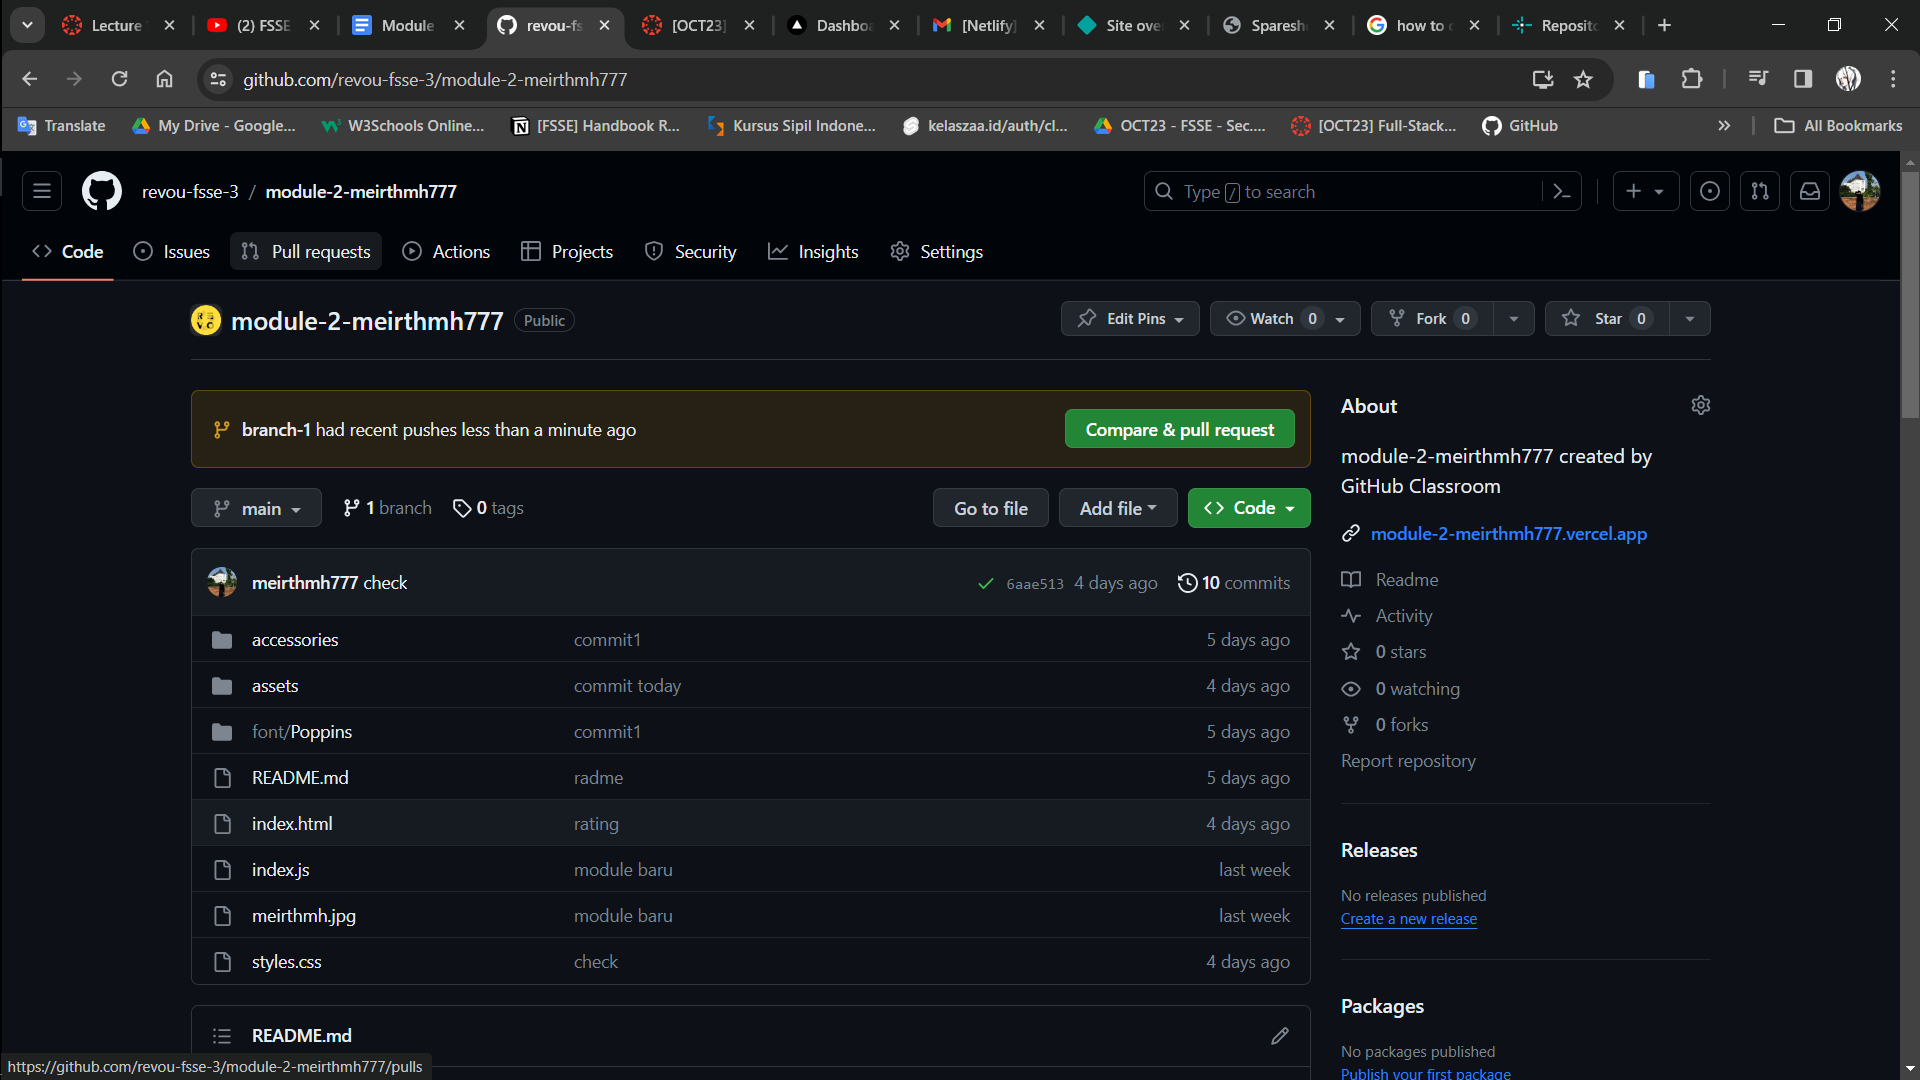 Lecture
(2) FSSE
Module
revou-fs
[OCT23]
Dashboa
[Netlify]
Site ove
Sparesh
how to c
Reposito
github.com/revou-fsse-3/module-2-meirthmh777
Translate
My Drive - Google...
W3Schools Online...
[FSSE] Handbook R...
Kursus Sipil Indone...
kelaszaa.id/auth/cl...
OCT23 - FSSE - Sec....
[OCT23] Full-Stack...
GitHub
All Bookmarks
revou-fsse-3 / module-2-meirthmh777
Type / to search
Code
Issues
Pull requests
Actions
Projects
Security
Insights
Settings
module-2-meirthmh777 Public
Edit Pins
Watch 0
Fork 0
Star 0
branch-1 had recent pushes less than a minute ago
Compare & pull request
main
1 branch
0 tags
Go to file
Add file
Code
meirthmh777 check
6aae513 4 days ago
10 commits
accessories commit1 5 days ago
assets commit today 4 days ago
font/Poppins commit1 5 days ago
README.md radme 5 days ago
index.html rating 4 days ago
index.js module baru last week
meirthmh.jpg module baru last week
styles.css check 4 days ago
README.md
About
module-2-meirthmh777 created by
GitHub Classroom
module-2-meirthmh777.vercel.app
Readme
Activity
0 stars
0 watching
0 forks
Report repository
Releases
No releases published
Create a new release
Packages
No packages published
Publish your first package
https://github.com/revou-fsse-3/module-2-meirthmh777/pulls